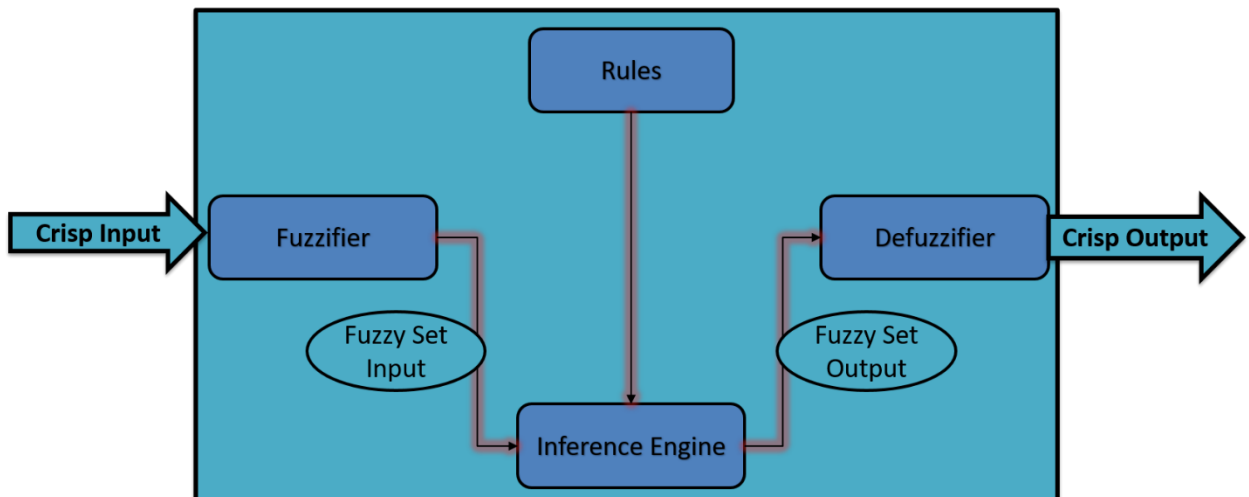 Rules
Crisp Input
Fuzzifier
Defuzzifier
Crisp Output
Fuzzy Set
Input
Fuzzy Set
Output
Inference Engine